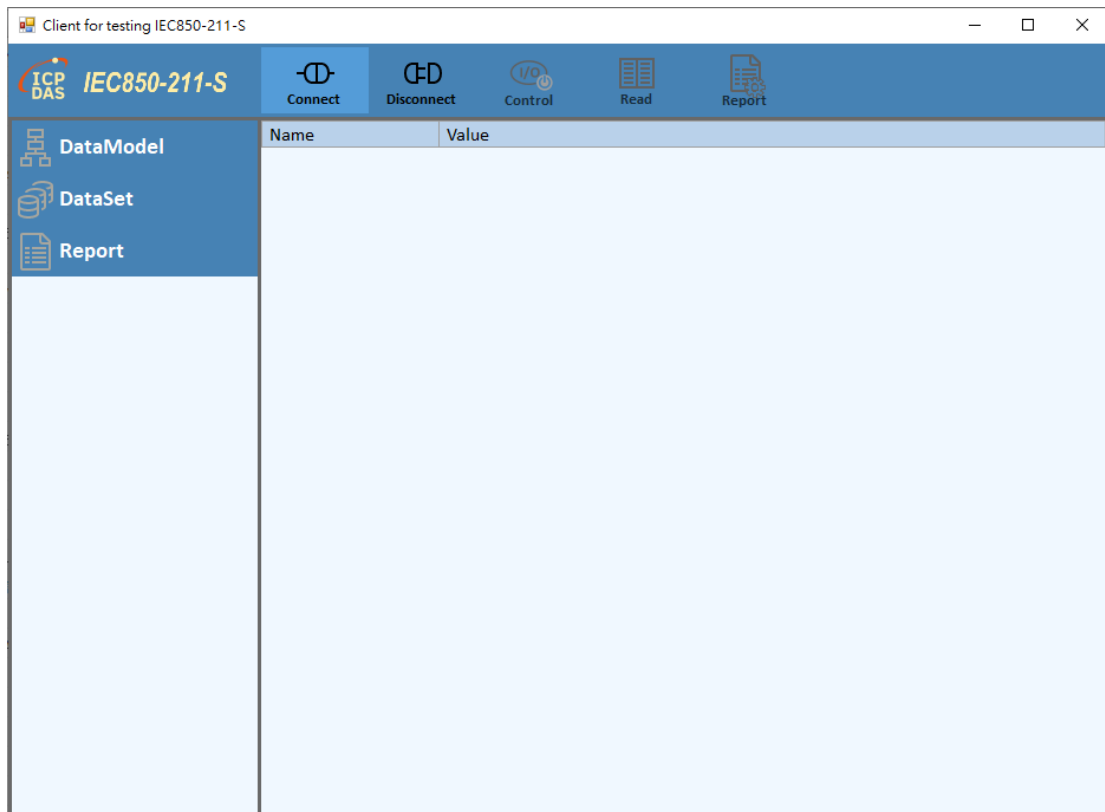 Client for testing IEC850-211-S
ICP DAS IEC850-211-S
Connect Disconnect I/O Control Read Report
DataModel
DataSet
Report
Name Value